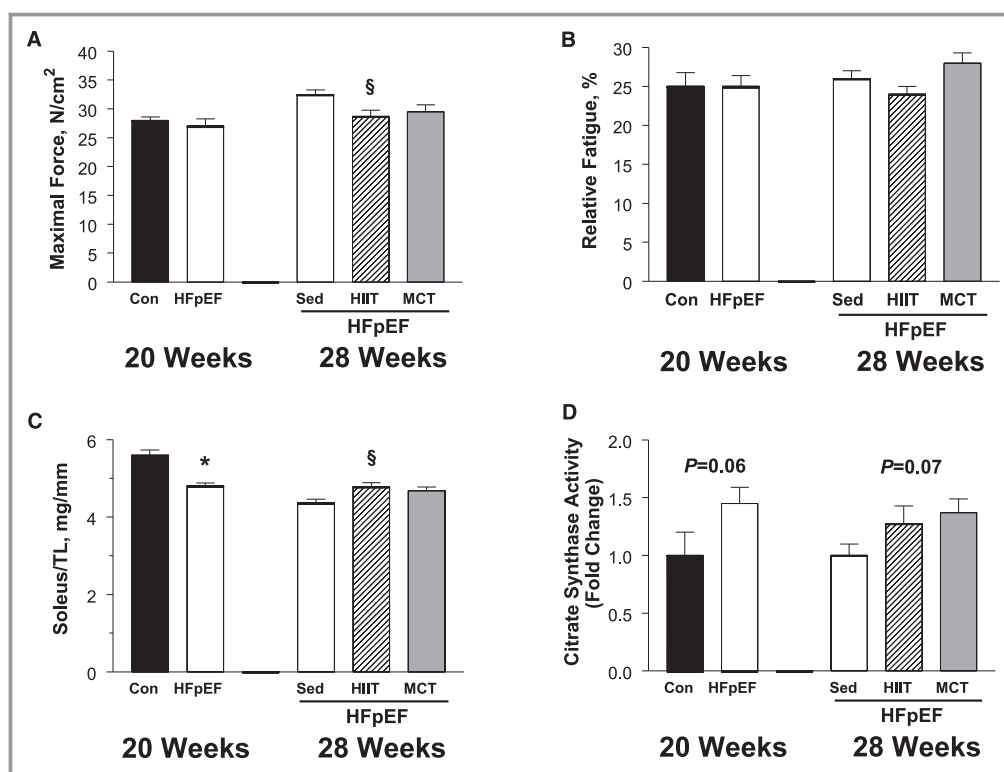 A
Maximal Force, N/cm²
40
35
30
25
20
15
10
5
0
§
Con HFpEF Sed HIIT MCT
HFpEF
20 Weeks 28 Weeks
B
Relative Fatigue, %
30
25
20
15
10
5
0
Con HFpEF Sed HIIT MCT
HFpEF
20 Weeks 28 Weeks
C
Soleus/TL, mg/mm
6
4
2
0
*
§
Con HFpEF Sed HIIT MCT
HFpEF
20 Weeks 28 Weeks
D
Citrate Synthase Activity
(Fold Change)
2.0
1.5
1.0
0.5
0.0
P=0.06 P=0.07
Con HFpEF Sed HIIT MCT
HFpEF
20 Weeks 28 Weeks